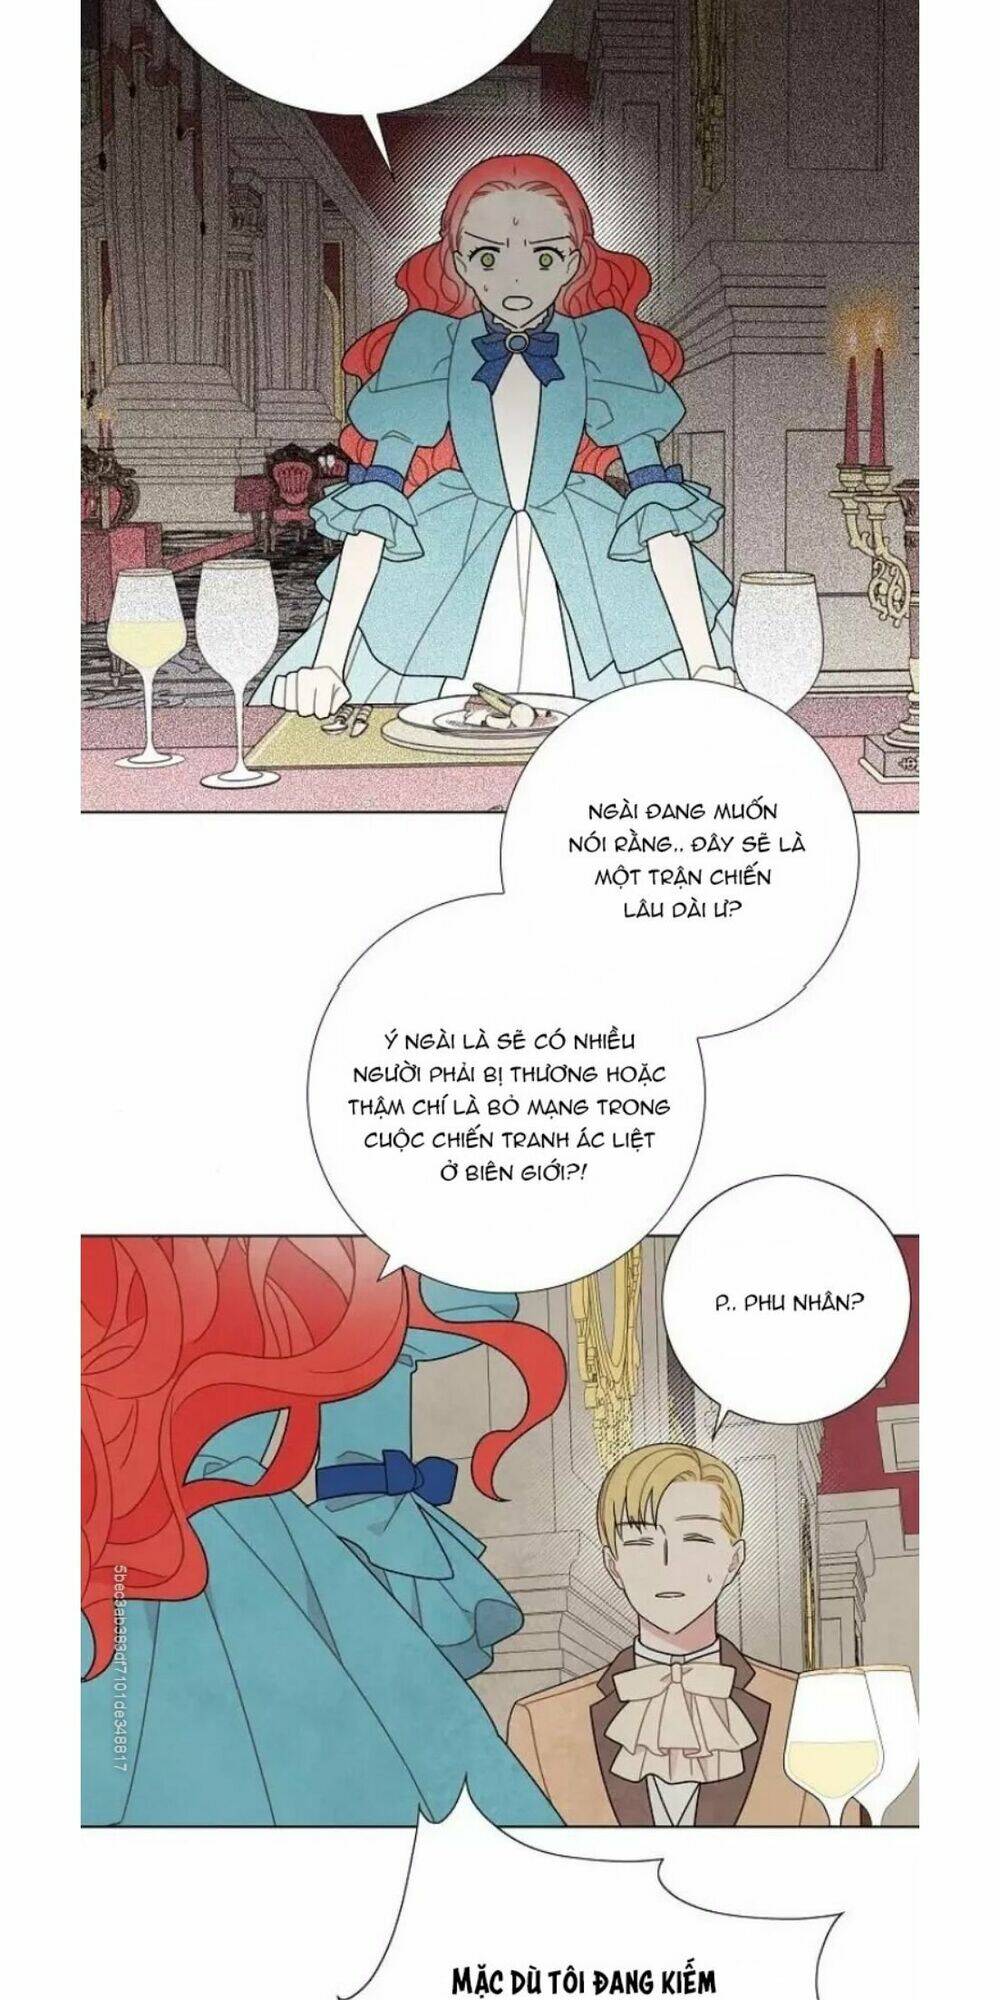 NGÀI ĐANG MUỐN
NÓI RẰNG.. ĐÂY SẼ LÀ
MỘT TRẬN CHIẾN
LÂU DÀI Ư?
Ý NGÀI LÀ SẼ CÓ NHIỀU
NGƯỜI PHẢI BỊ THƯƠNG HOẶC
THẬM CHÍ LÀ BỎ MẠNG TRONG
CUỘC CHIẾN TRANH ÁC LIỆT
Ở BIÊN GIỚI?!
P.. PHU NHÂN?
5bec3ab383df7101de348817
MẶC DÙ TÔI ĐANG KIẾM